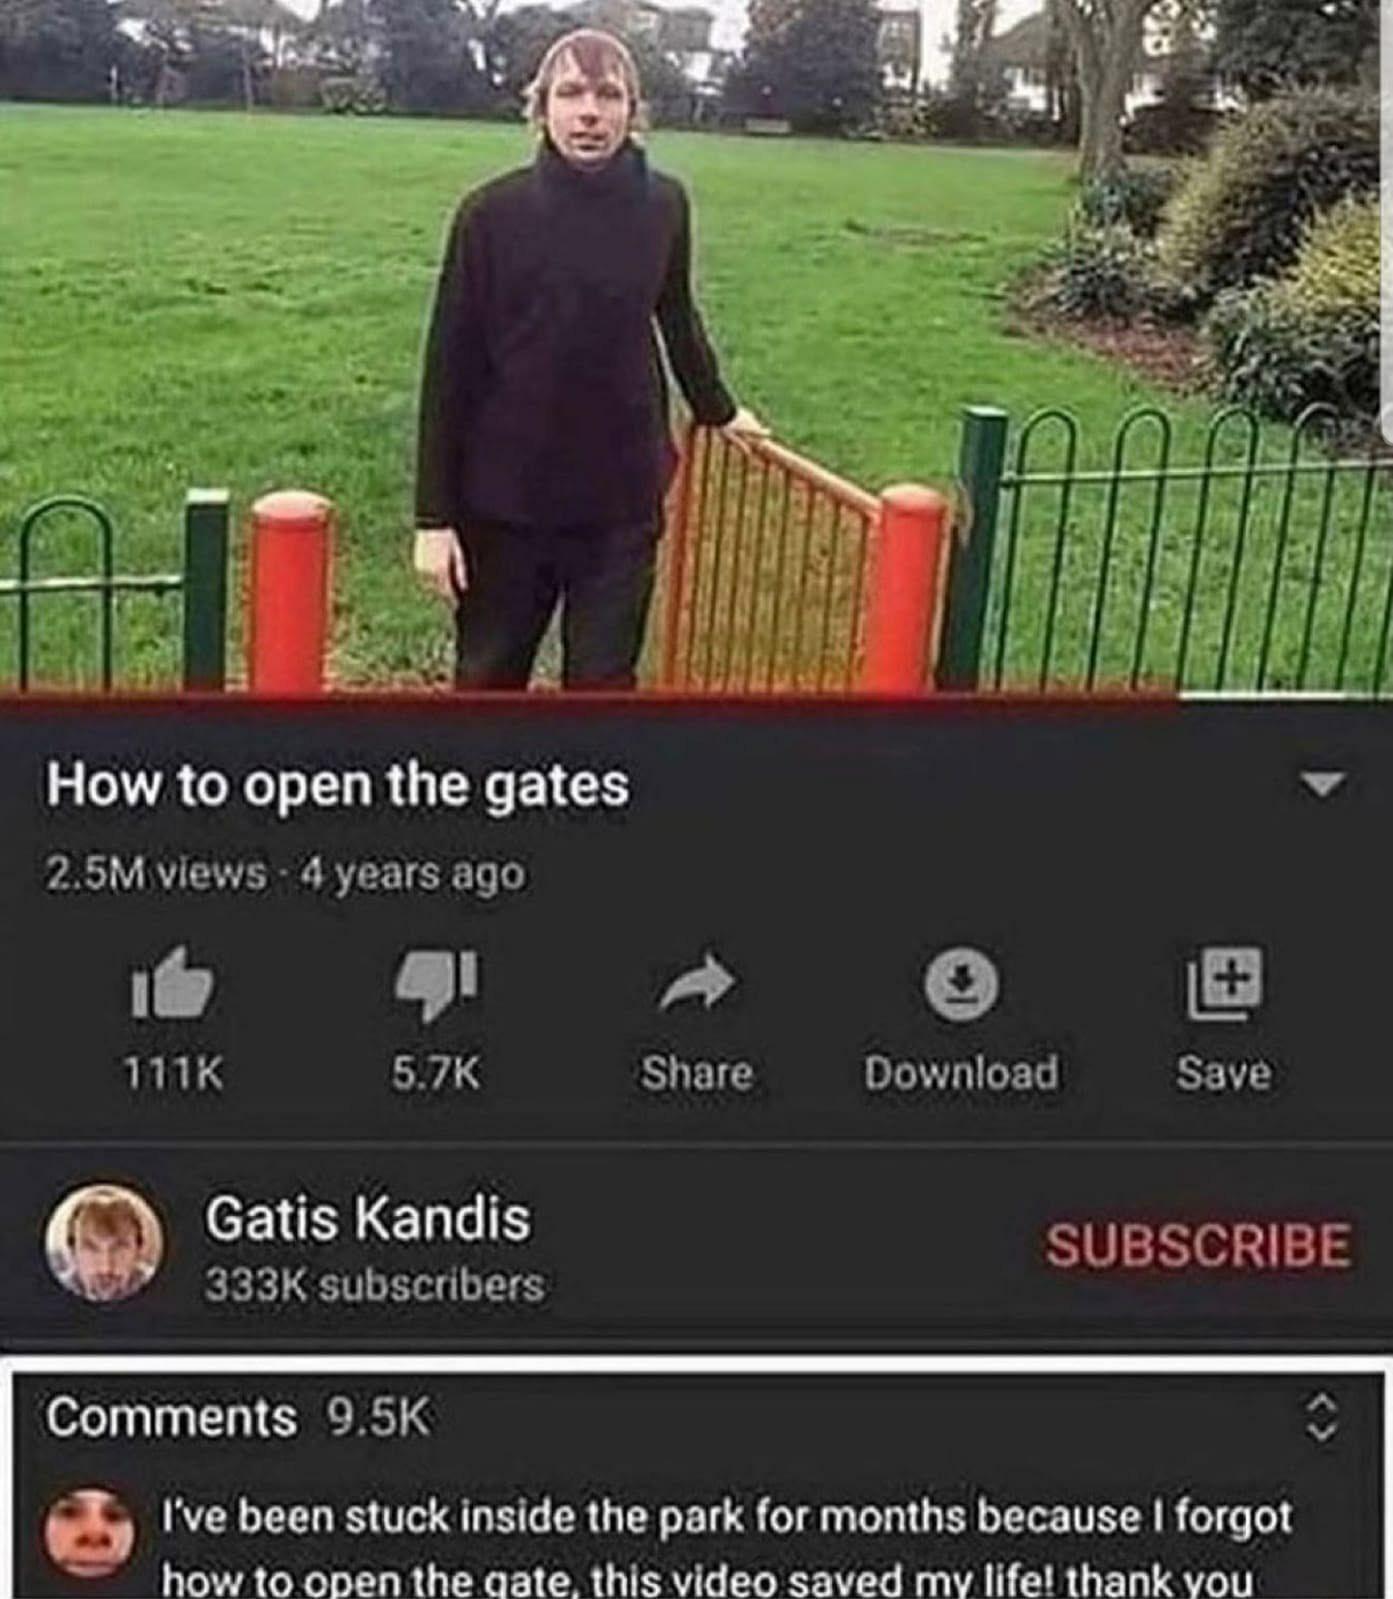 How to open the gates
2.5M views · 4 years ago
111K 5.7K Share Download Save
Gatis Kandis
333K subscribers
SUBSCRIBE
Comments 9.5K
I've been stuck inside the park for months because I forgot
how to open the gate, this video saved my life! thank you